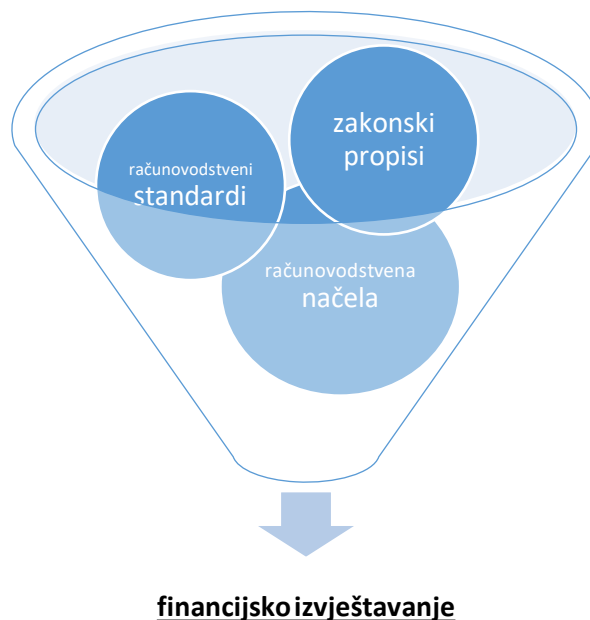 zakonski
propisi
računovodstveni
standardi
računovodstvena
načela
financijsko izvještavanje